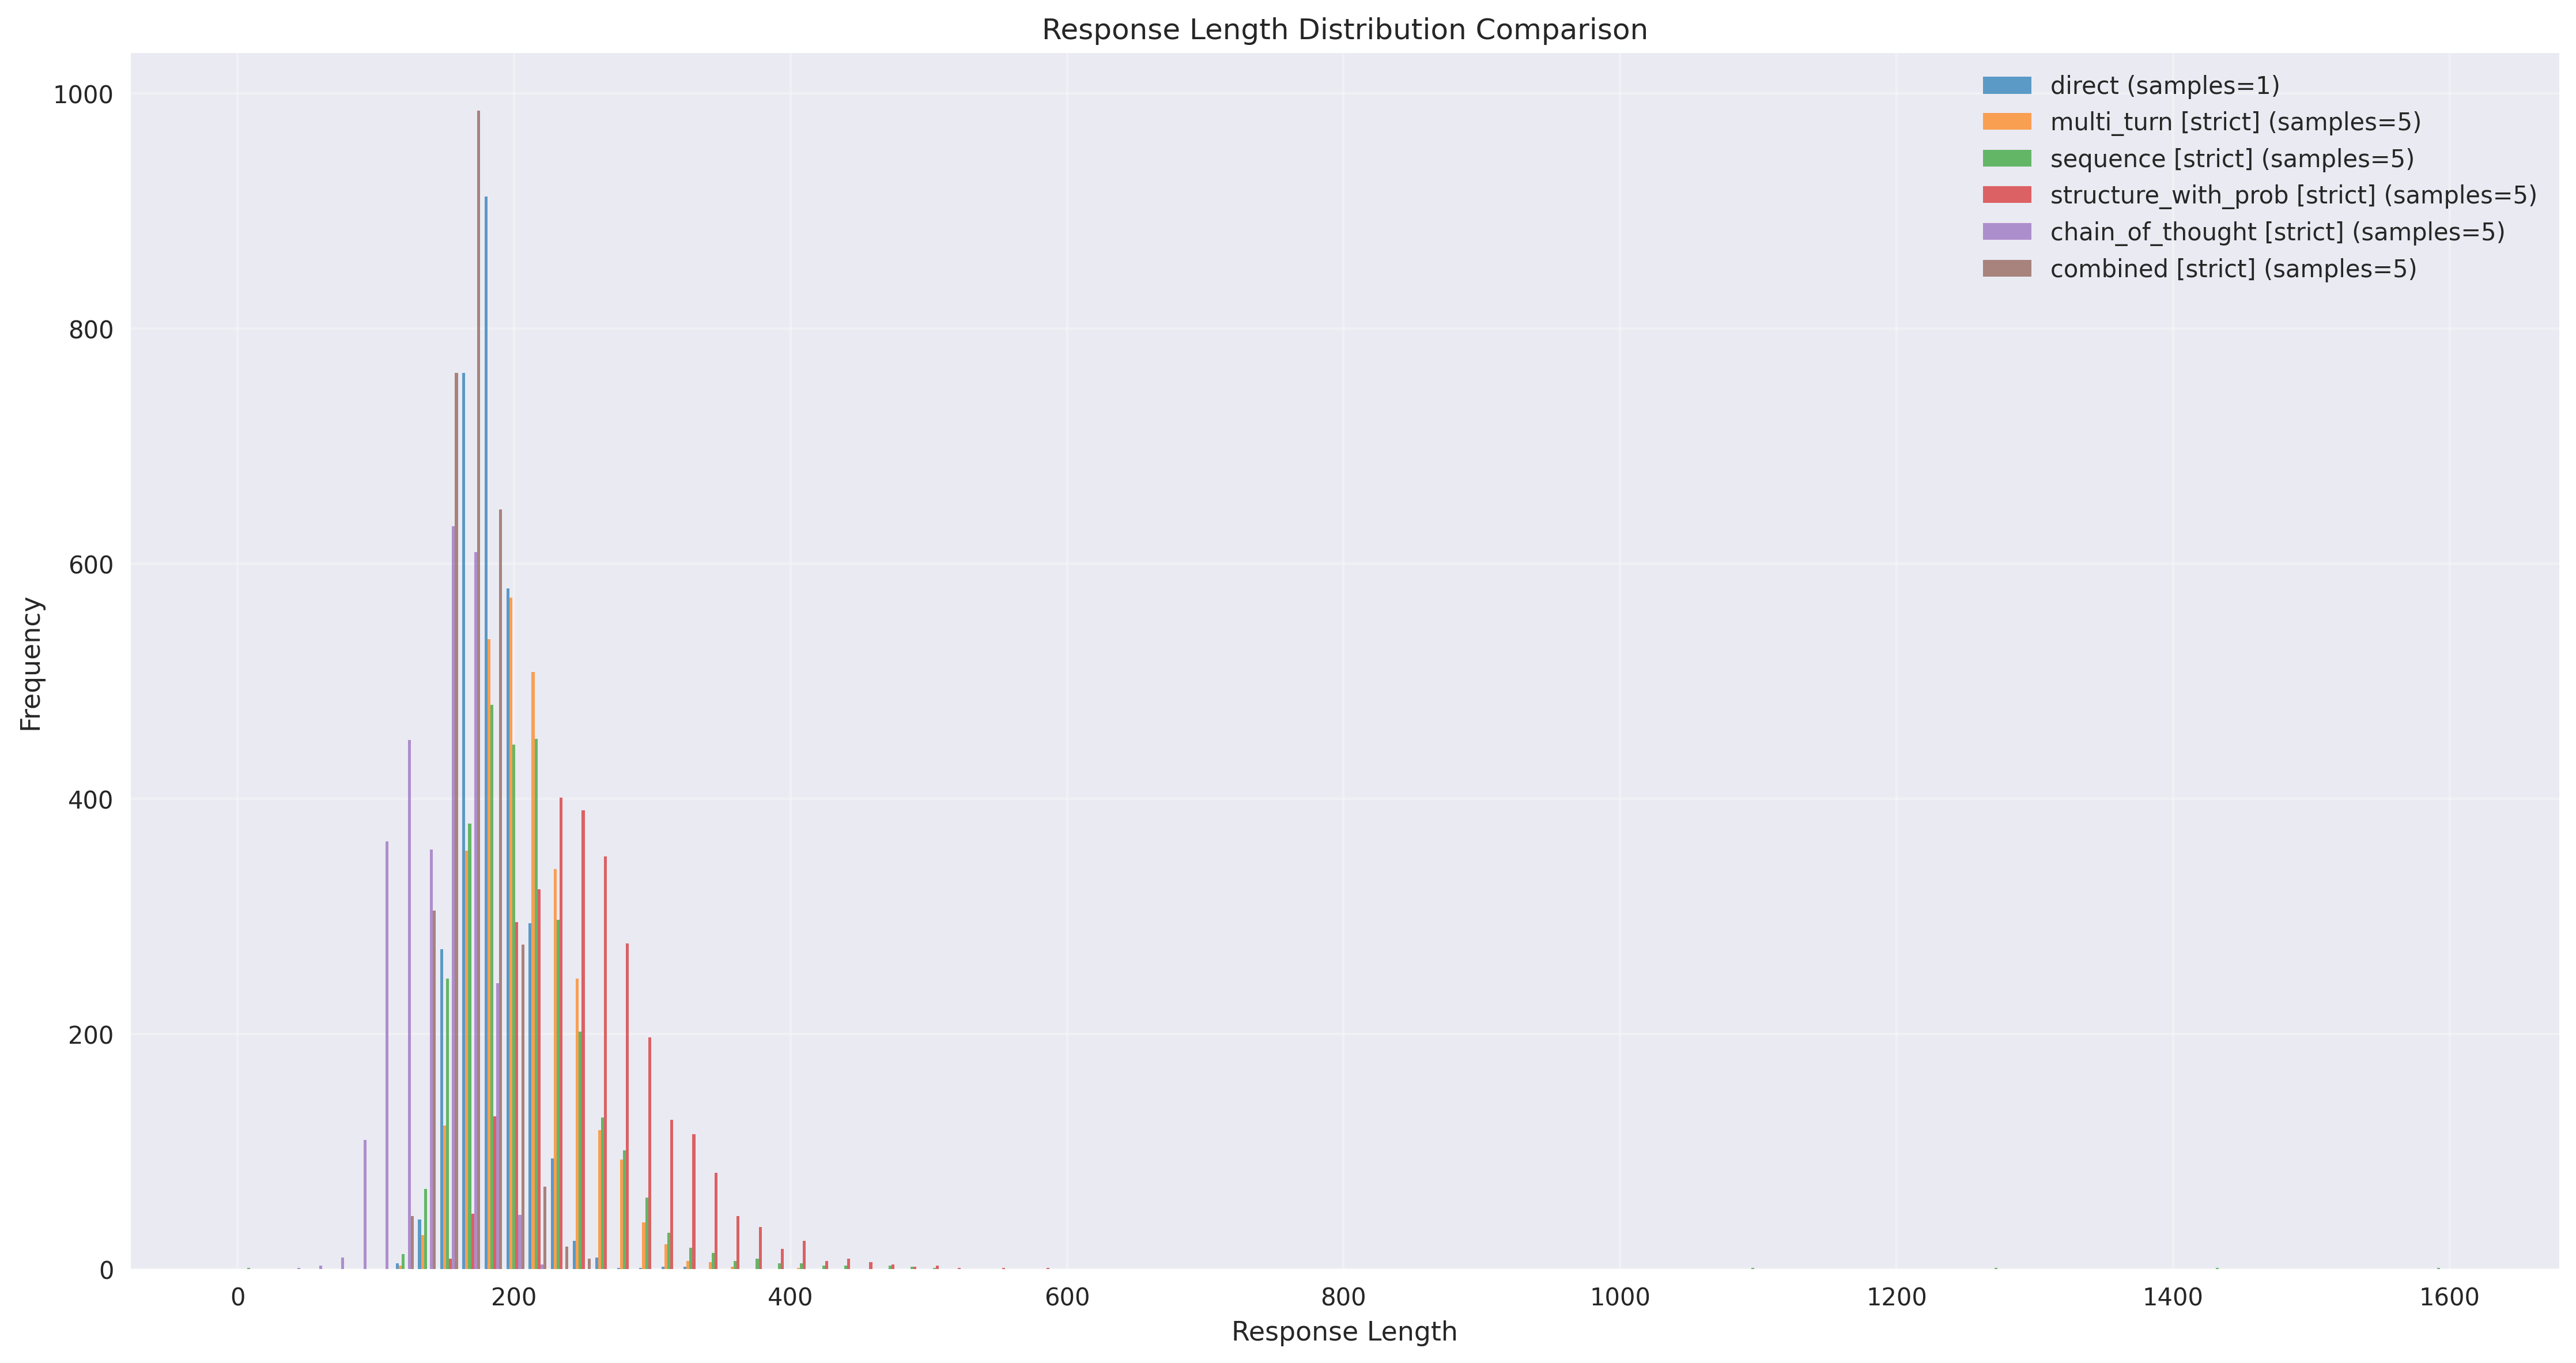 Response Length Distribution Comparison
direct (samples=1)
multi_turn [strict] (samples=5)
sequence [strict] (samples=5)
structure_with_prob [strict] (samples=5)
chain_of_thought [strict] (samples=5)
combined [strict] (samples=5)
Frequency
1000
800
600
400
200
0
0 200 400 600 800 1000 1200 1400 1600
Response Length